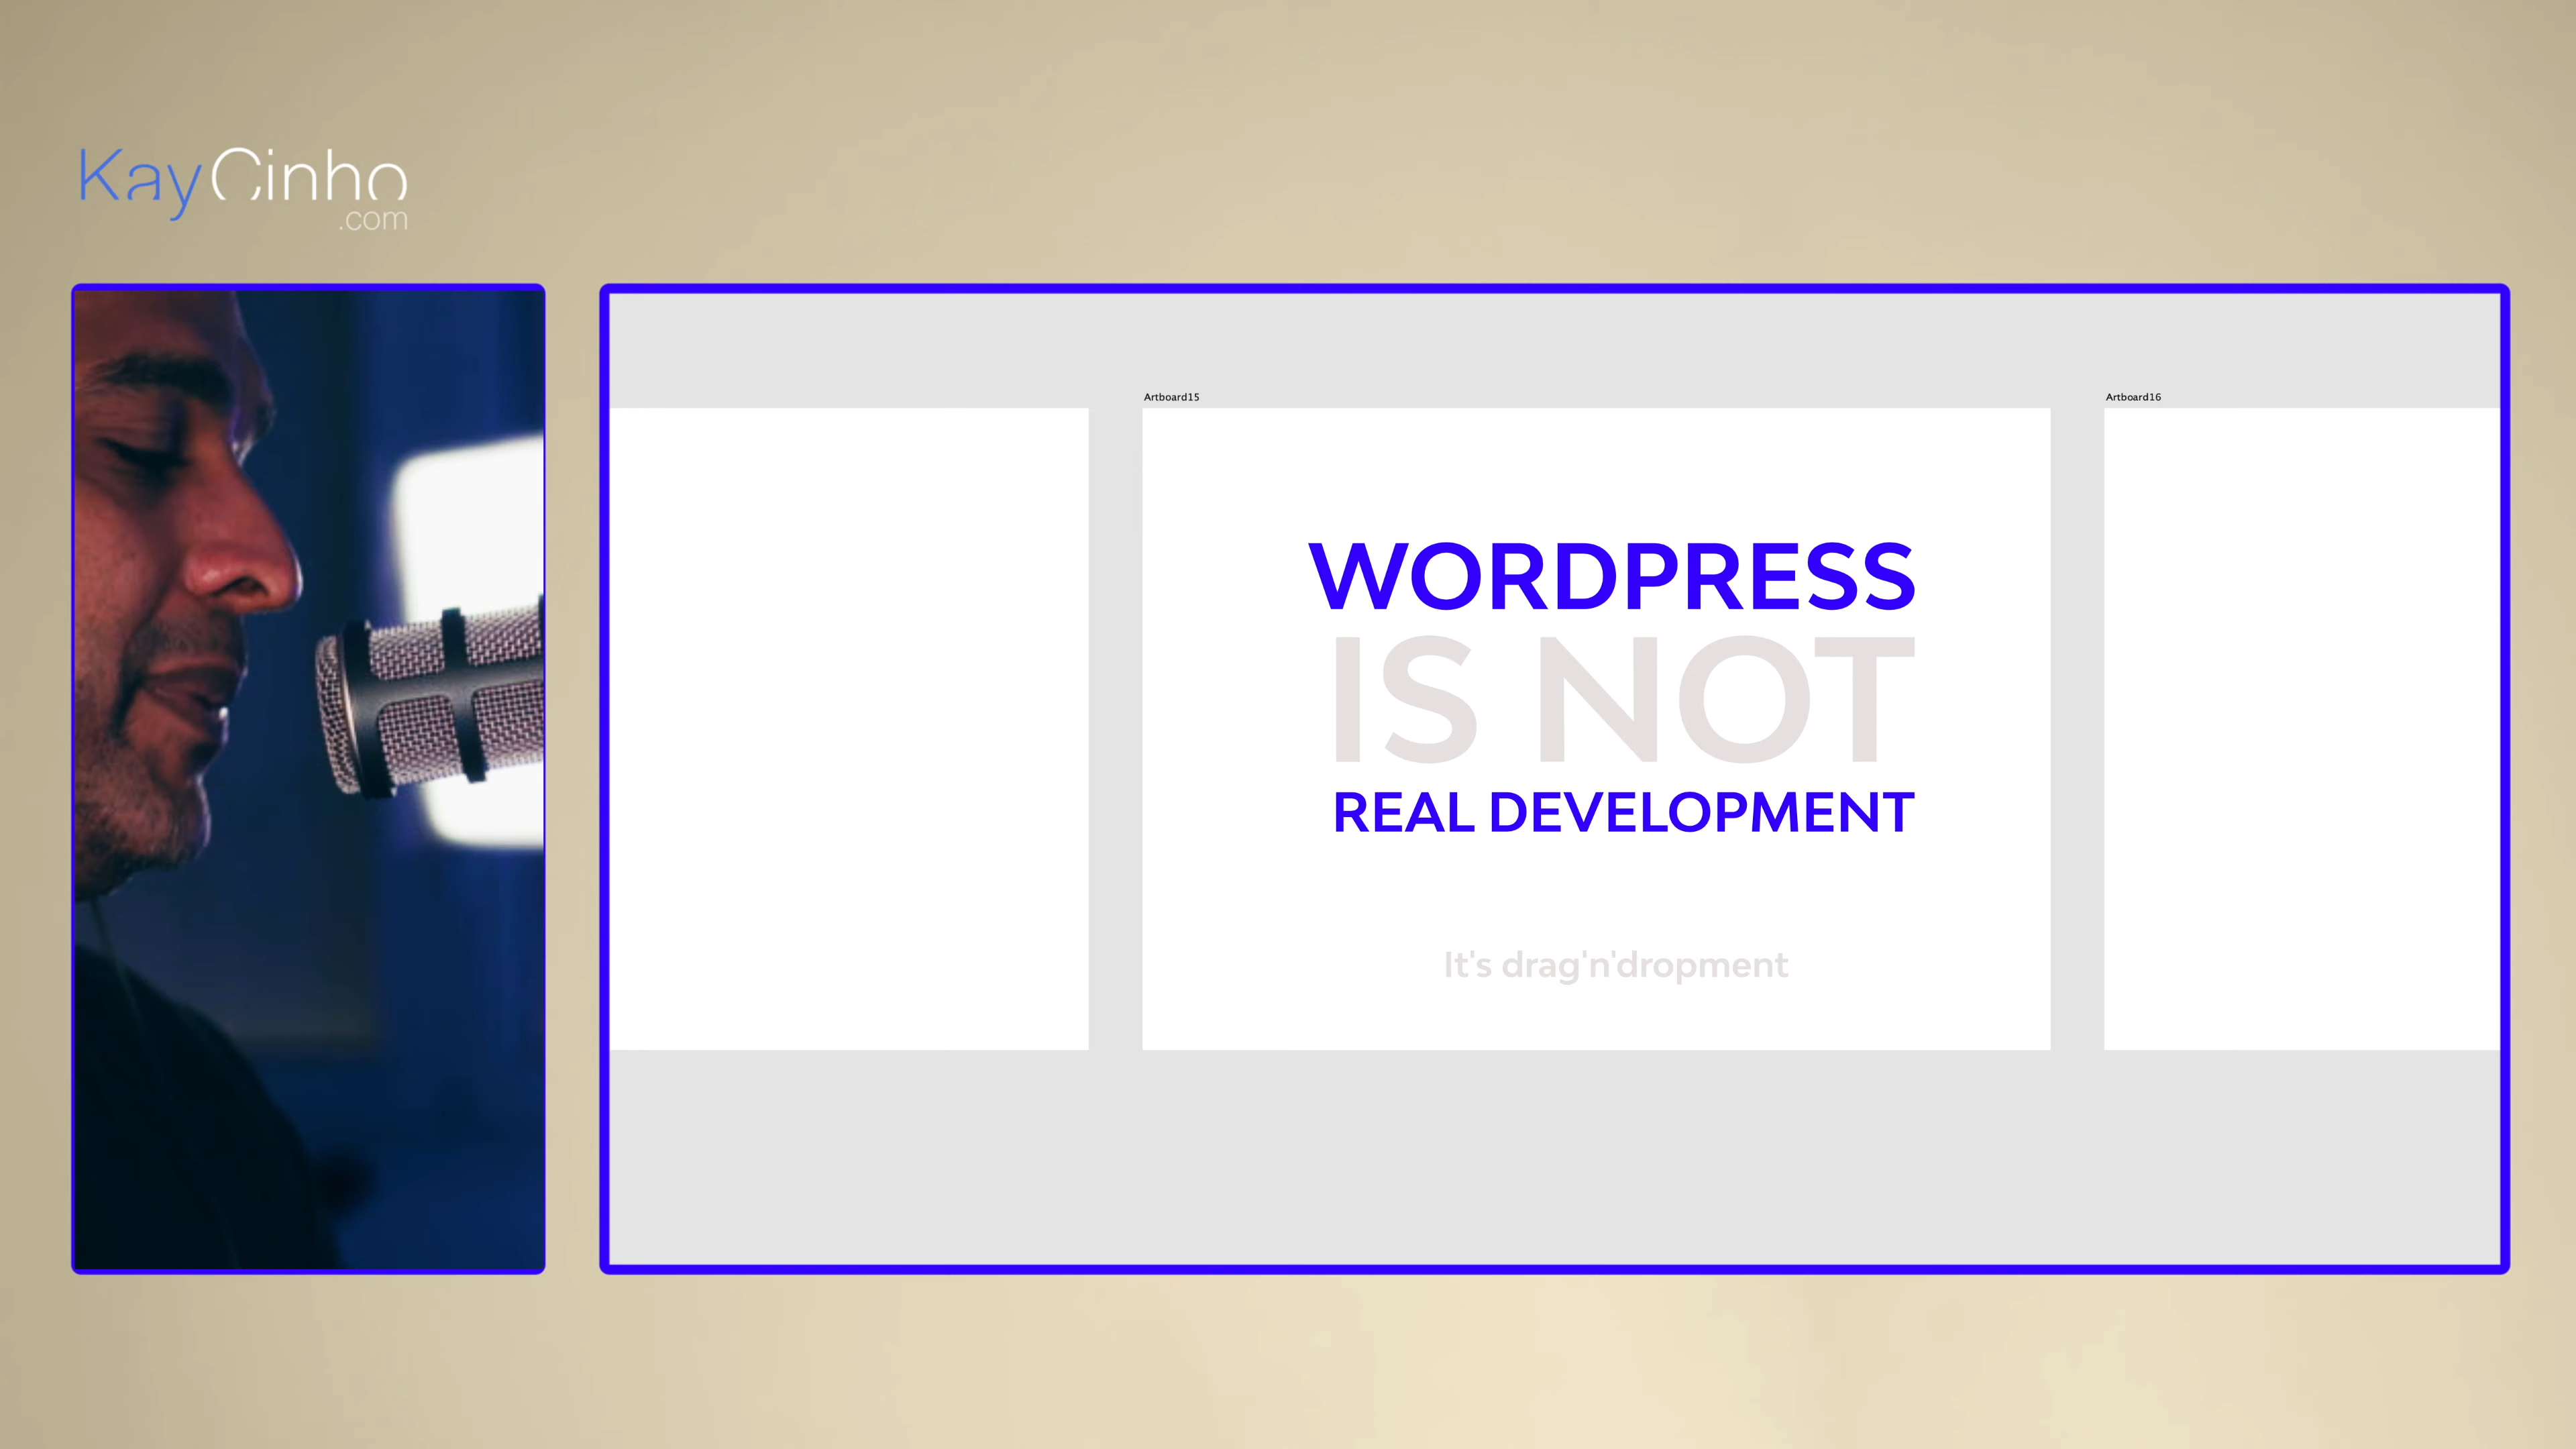 KayCinho
.com
Artboard15
Artboard16
WORDPRESS
IS NOT
REAL DEVELOPMENT
It's drag'n'dropment